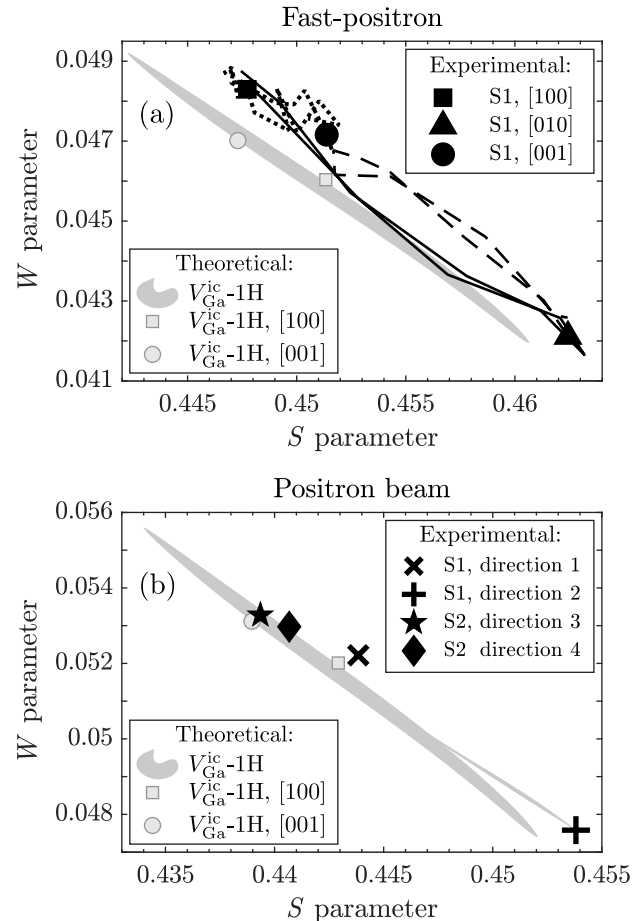 Fast-positron
0.049
0.047
0.045
0.043
0.041
W parameter
(a)
Experimental:
S1, [100]
S1, [010]
S1, [001]
Theoretical:
V_Ga^ic-1H
V_Ga^ic-1H, [100]
V_Ga^ic-1H, [001]
0.445
0.45
0.455
0.46
S parameter
Positron beam
0.056
0.054
0.052
0.05
0.048
W parameter
(b)
Experimental:
S1, direction 1
S1, direction 2
S2, direction 3
S2 direction 4
Theoretical:
V_Ga^ic-1H
V_Ga^ic-1H, [100]
V_Ga^ic-1H, [001]
0.435
0.44
0.445
0.45
0.455
S parameter